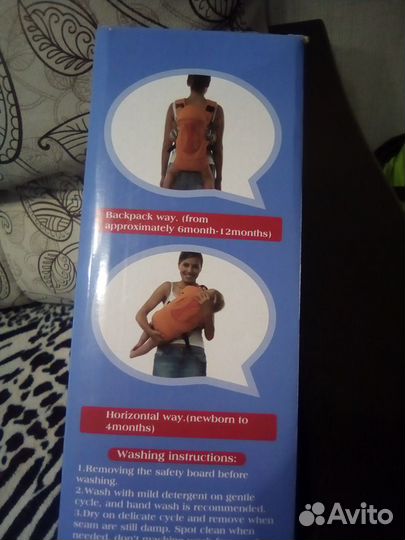 Backpack way. (from
approximately 6month-12months)
Horizontal way.(newborn to
4months)
Washing instructions:
1.Removing the safety board before
washing.
2.Wash with mild detergent on gentle
cycle, and hand wash is recommended.
3.Dry on delicate cycle and remove when
seam are still damp. Spot clean when
needed, don't machine wash
Avito